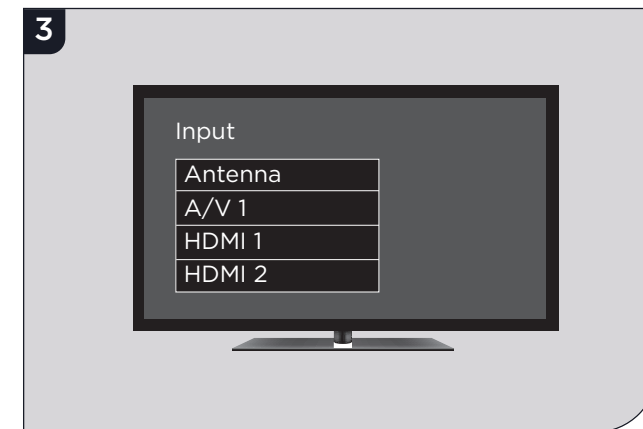 3
Input
Antenna
A/V 1
HDMI 1
HDMI 2